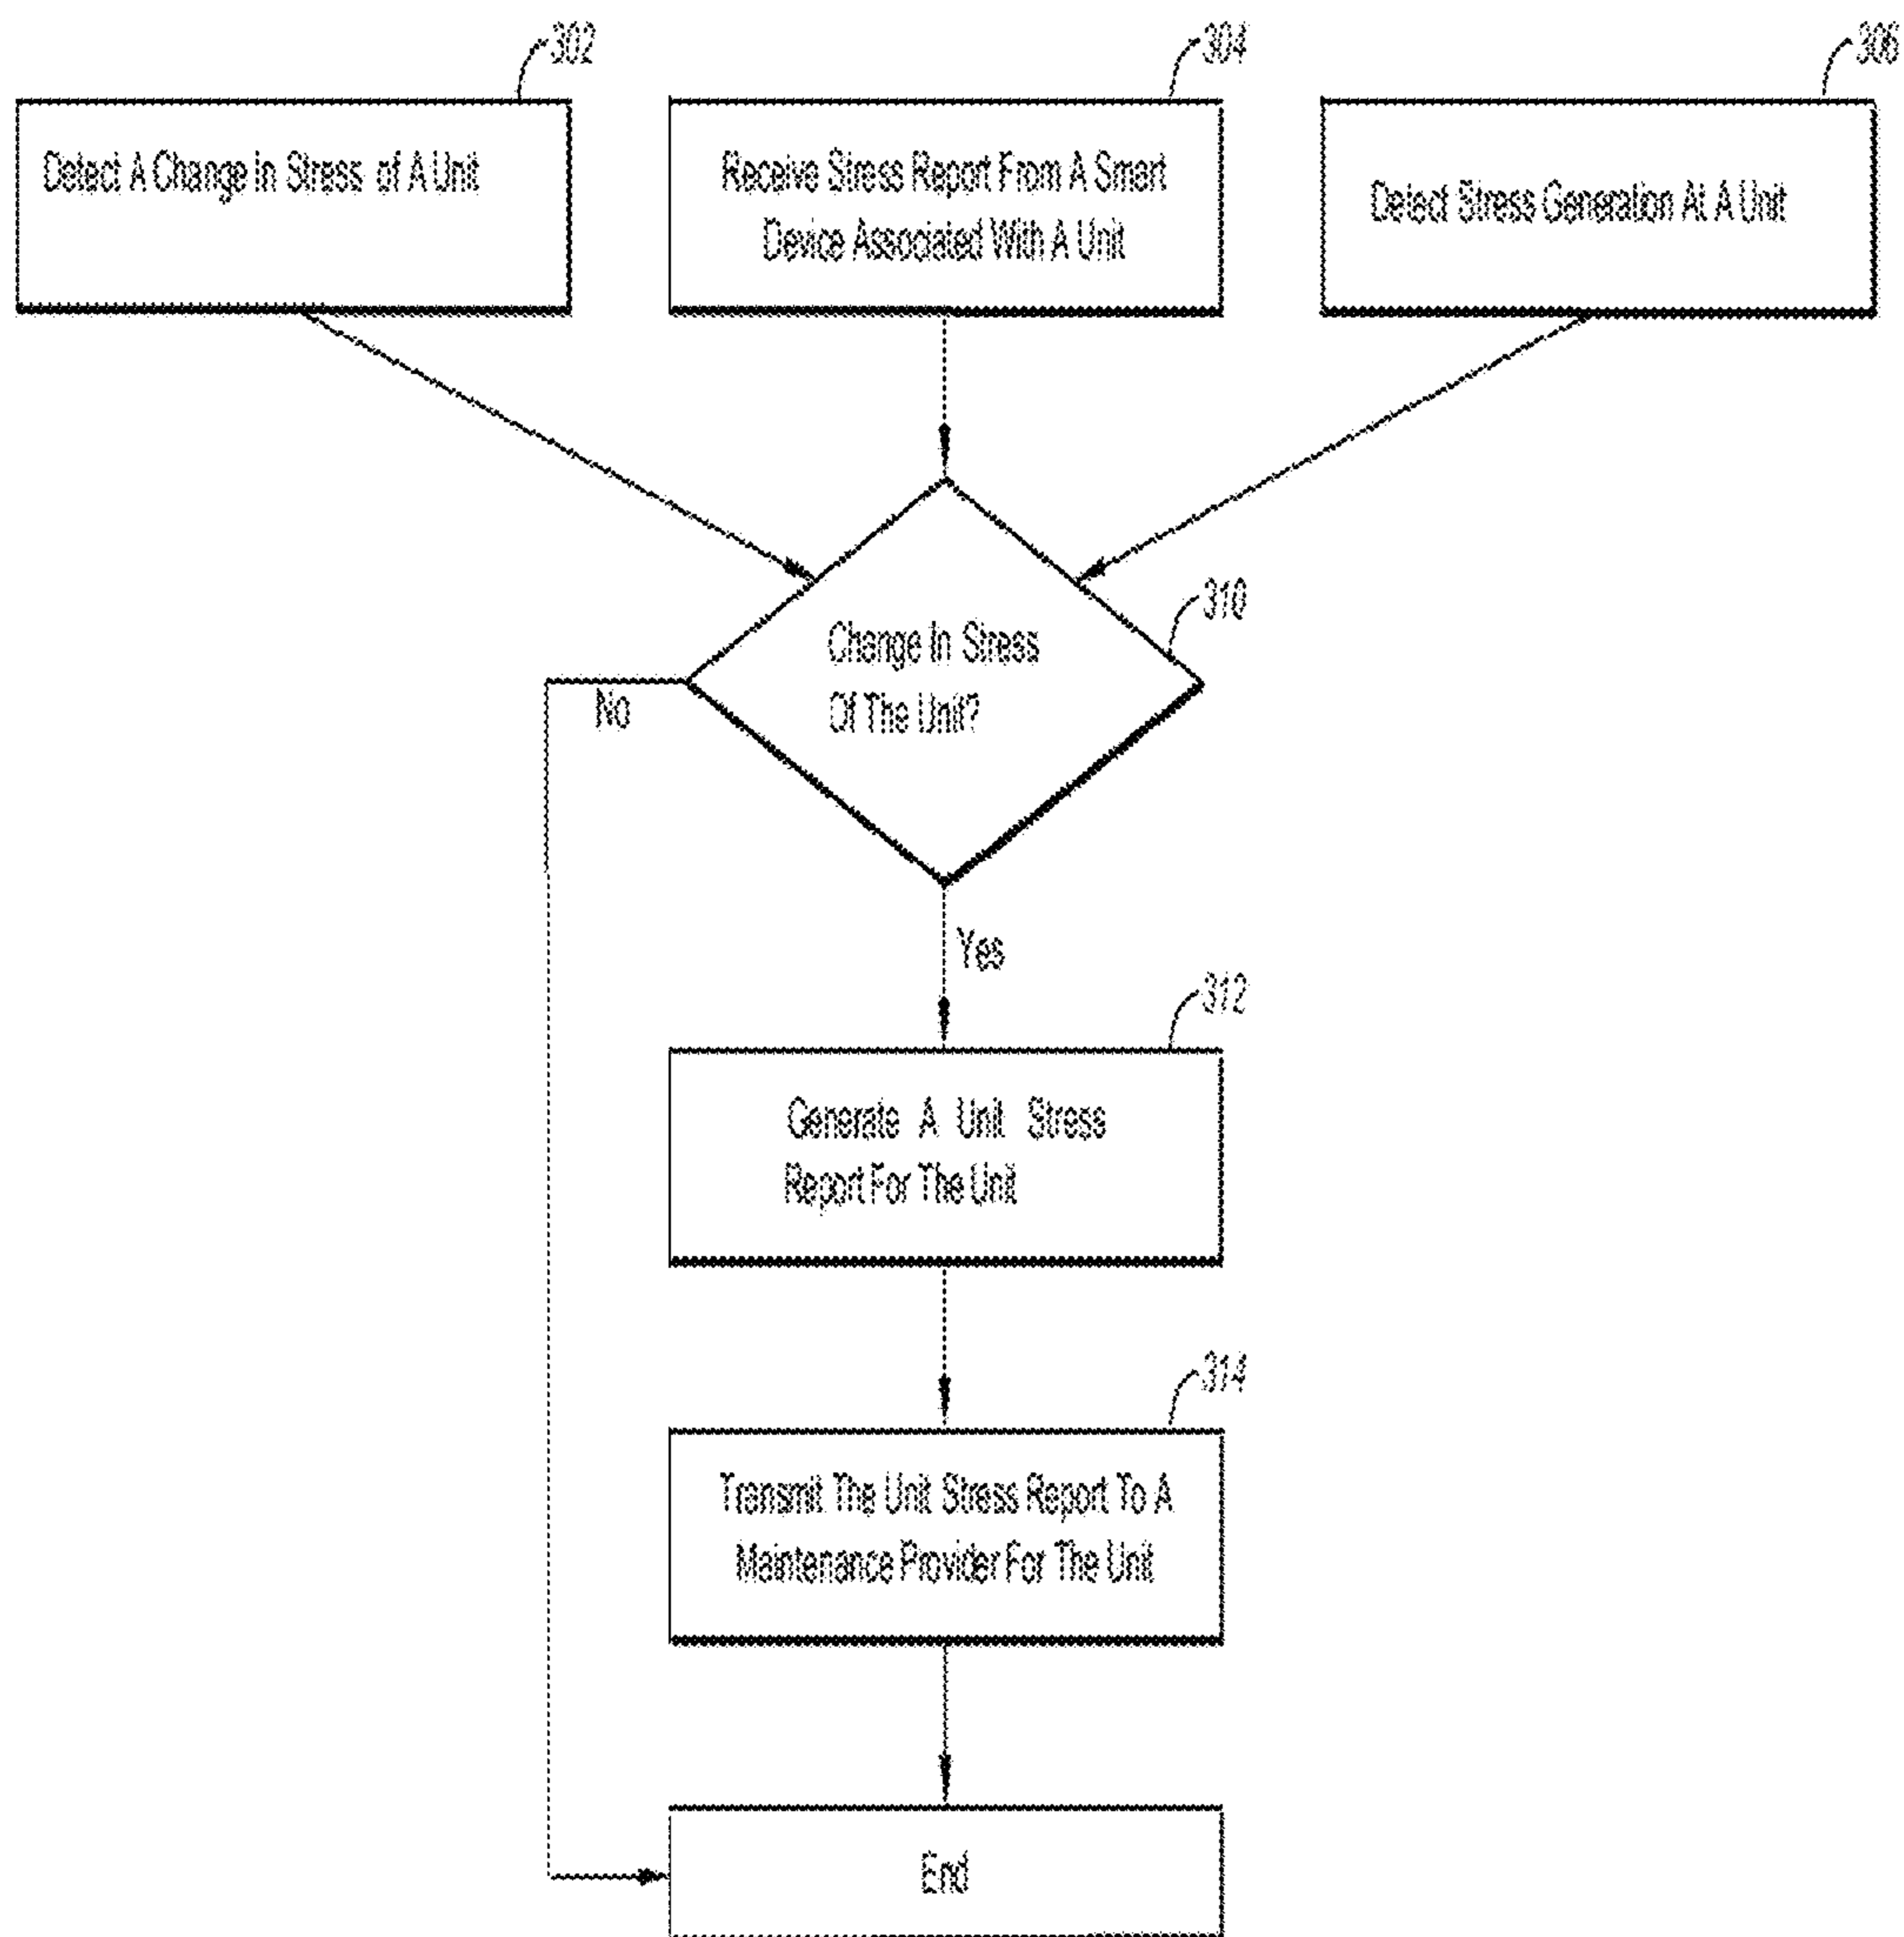 302
304
306
Detect A Change In Stress of A Unit
Receive Stress Report From A Smart
Device Associated With A Unit
Detect Stress Generation At A Unit
310
Change In Stress
Of The Unit?
No
Yes
312
Generate A Unit Stress
Report For The Unit
314
Transmit The Unit Stress Report To A
Maintenance Provider For The Unit
End